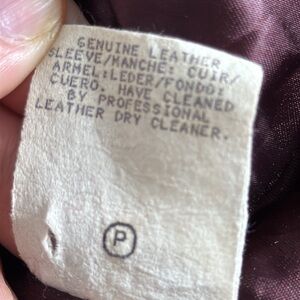 GENUINE LEATHER
SLEEVE/MANCHE: CUIR/
ARMEL:LEDER/FONDO:
CUERO. HAVE CLEANED
BY PROFESSIONAL
LEATHER DRY CLEANER.
P